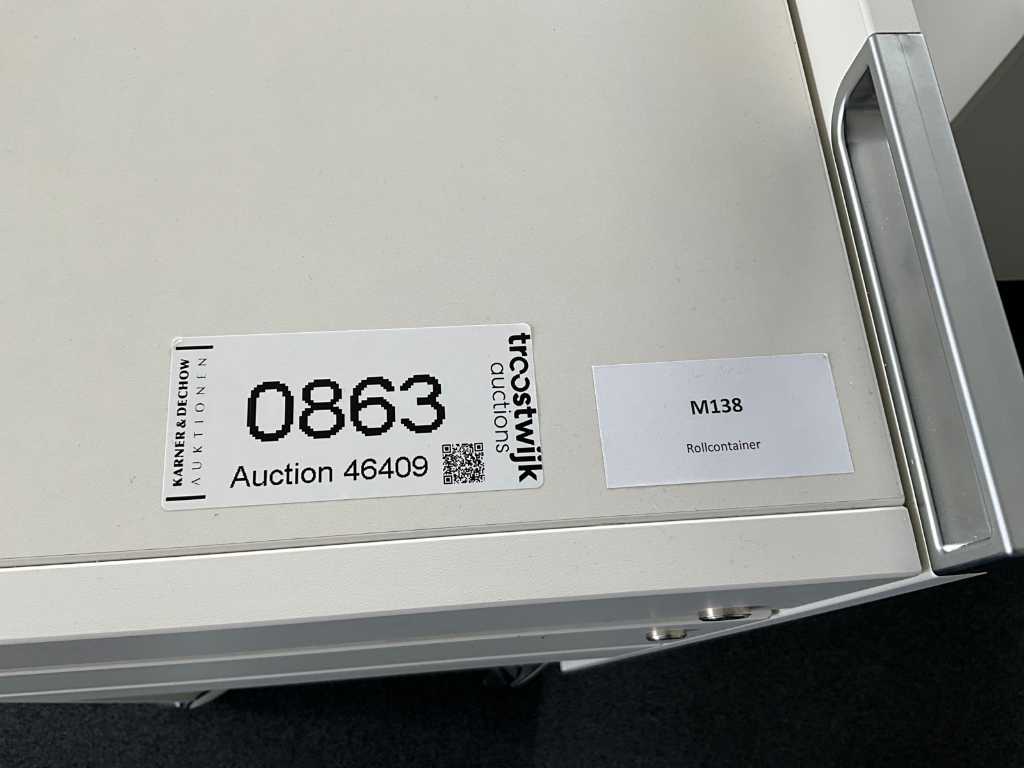 KARNER & DECHOW
AUKTIONEN
0863
Auction 46409
troostwijk
auctions
M138
Rollcontainer